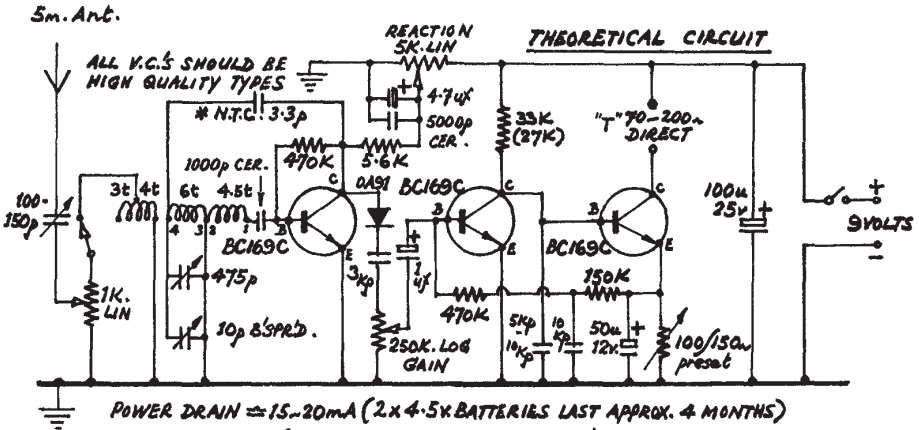 5m. Ant.
REACTION
5K. LIN
THEORETICAL CIRCUIT
ALL V.C.'S SHOULD BE
HIGH QUALITY TYPES
* N.T.C. 3.3p
4.7uf
5000p
CER.
33K
(27K)
"T" 70-200~
DIRECT
470K
5.6K
1000p CER.
OA91
BC169C
C
C
C
100u
25v
+
9VOLTS
-
100-
150p
3t
4t
6t
4.5t
4
3
2
1
B
B
B
BC169C
BC169C
E
E
E
475p
3Kp
1
uf
150K
470K
1K.
LIN
10p B'SPR'D.
250K. LOG
GAIN
5Kp
-
10Kp
10
Kp
50u
12v.
100/150~
preset
POWER DRAIN ≃ 15~20mA (2 x 4.5v. BATTERIES LAST APPROX. 4 MONTHS)